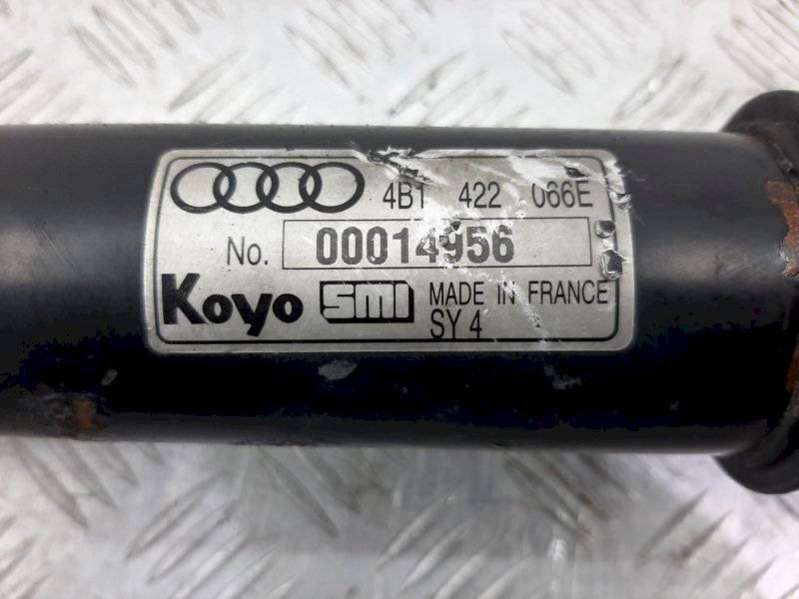 4B1 422 066E
No. 00014956
Koyo SMI MADE IN FRANCE
SY 4